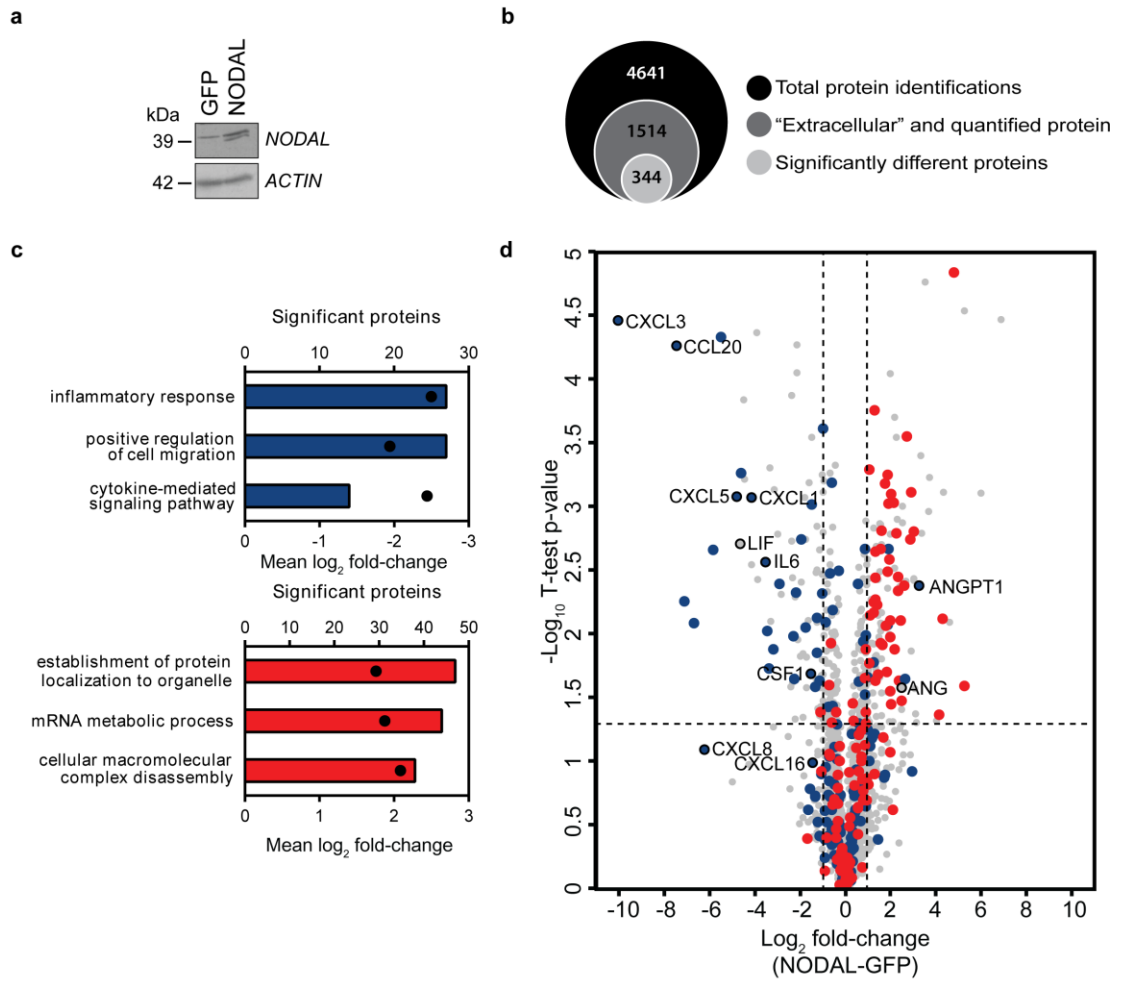 a
GFP
NODAL
kDa
39
NODAL
42
ACTIN
b
4641
1514
344
Total protein identifications
“Extracellular” and quantified protein
Significantly different proteins
c
Significant proteins
0 10 20 30
inflammatory response
positive regulation
of cell migration
cytokine-mediated
signaling pathway
0 -1 -2 -3
Mean log2 fold-change
Significant proteins
0 10 20 30 40 50
establishment of protein
localization to organelle
mRNA metabolic process
cellular macromolecular
complex disassembly
0 1 2 3
Mean log2 fold-change
d
-Log10 T-test p-value
5
4.5
4
3.5
3
2.5
2
1.5
1
0.5
0
CXCL3
CCL20
CXCL5
CXCL1
LIF
IL6
ANGPT1
CSF1
ANG
CXCL8
CXCL16
-10 -8 -6 -4 -2 0 2 4 6 8 10
Log2 fold-change
(NODAL-GFP)